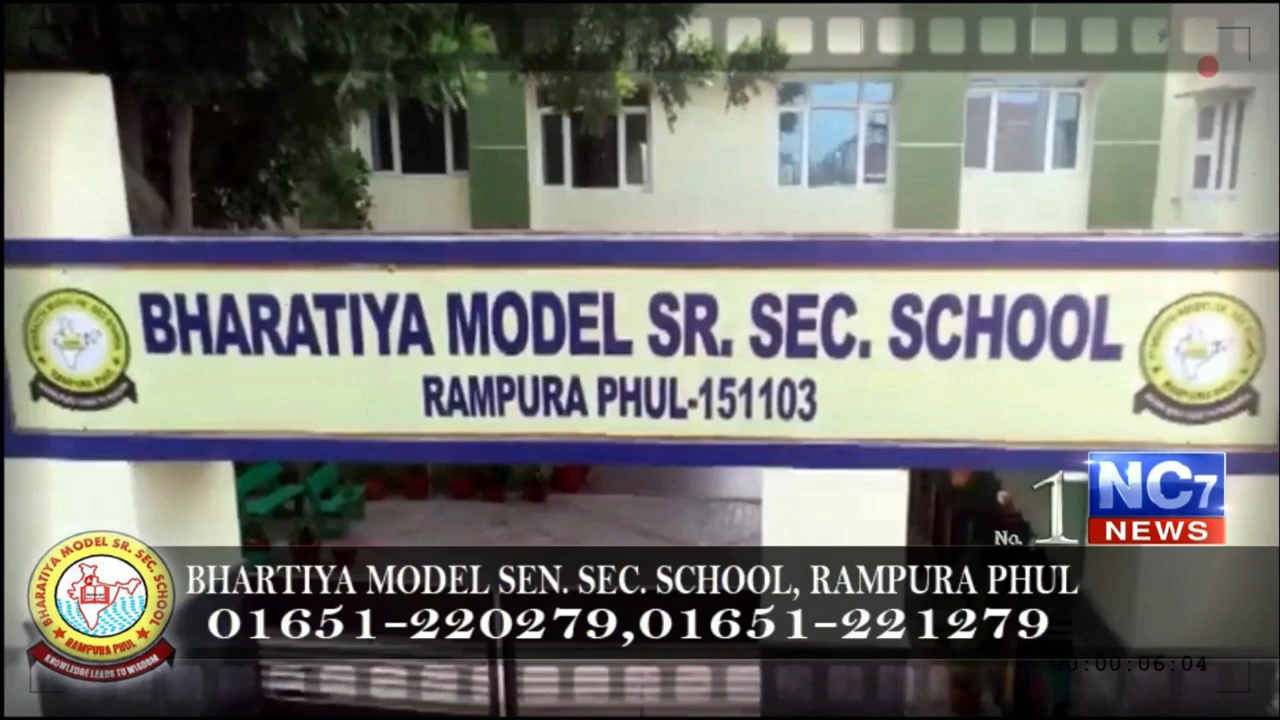 BHARATIYA MODEL SR. SEC. SCHOOL
RAMPURA PHUL-151103
No. 1
NC7
NEWS
BHARATIYA MODEL SR. SEC. SCHOOL
RAMPURA PHUL
KNOWLEDGE LEADS TO WISDOM
BHARTIYA MODEL SEN. SEC. SCHOOL, RAMPURA PHUL
01651-220279,01651-221279
00:00:06:04